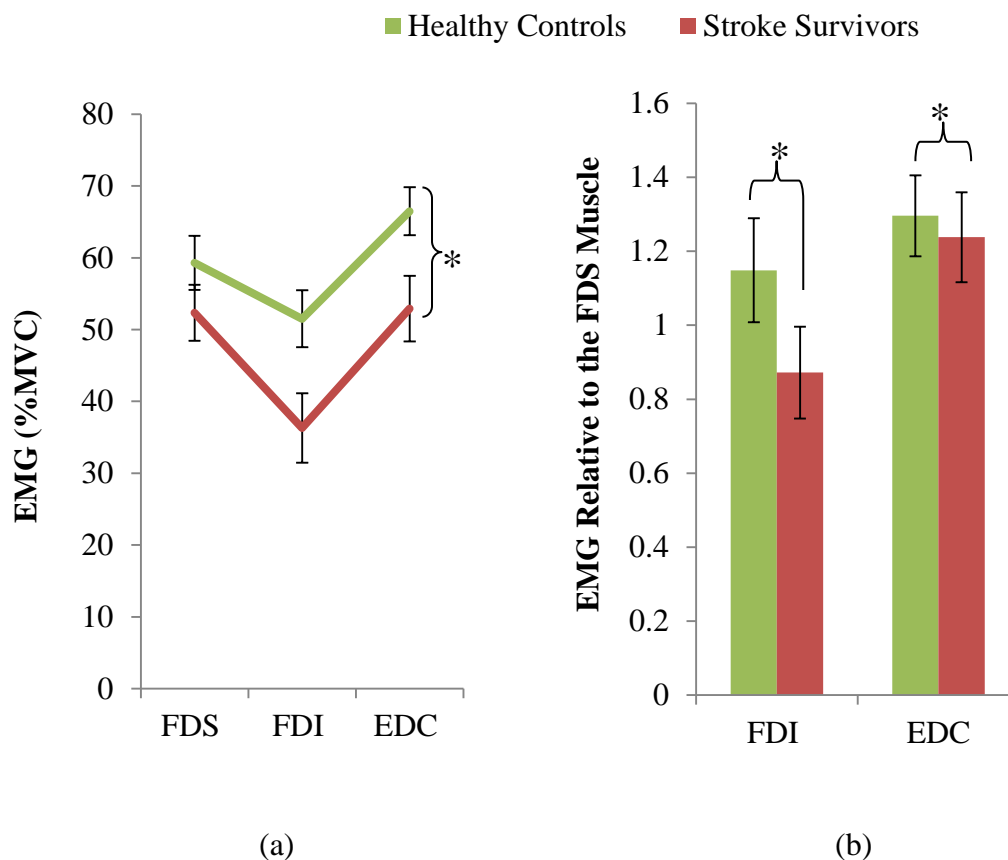 Healthy Controls Stroke Survivors
EMG (%MVC)
80
70
60
50
40
30
20
10
0
*
FDS FDI EDC
(a)
EMG Relative to the FDS Muscle
1.6
1.4
1.2
1
0.8
0.6
0.4
0.2
0
* *
FDI EDC
(b)